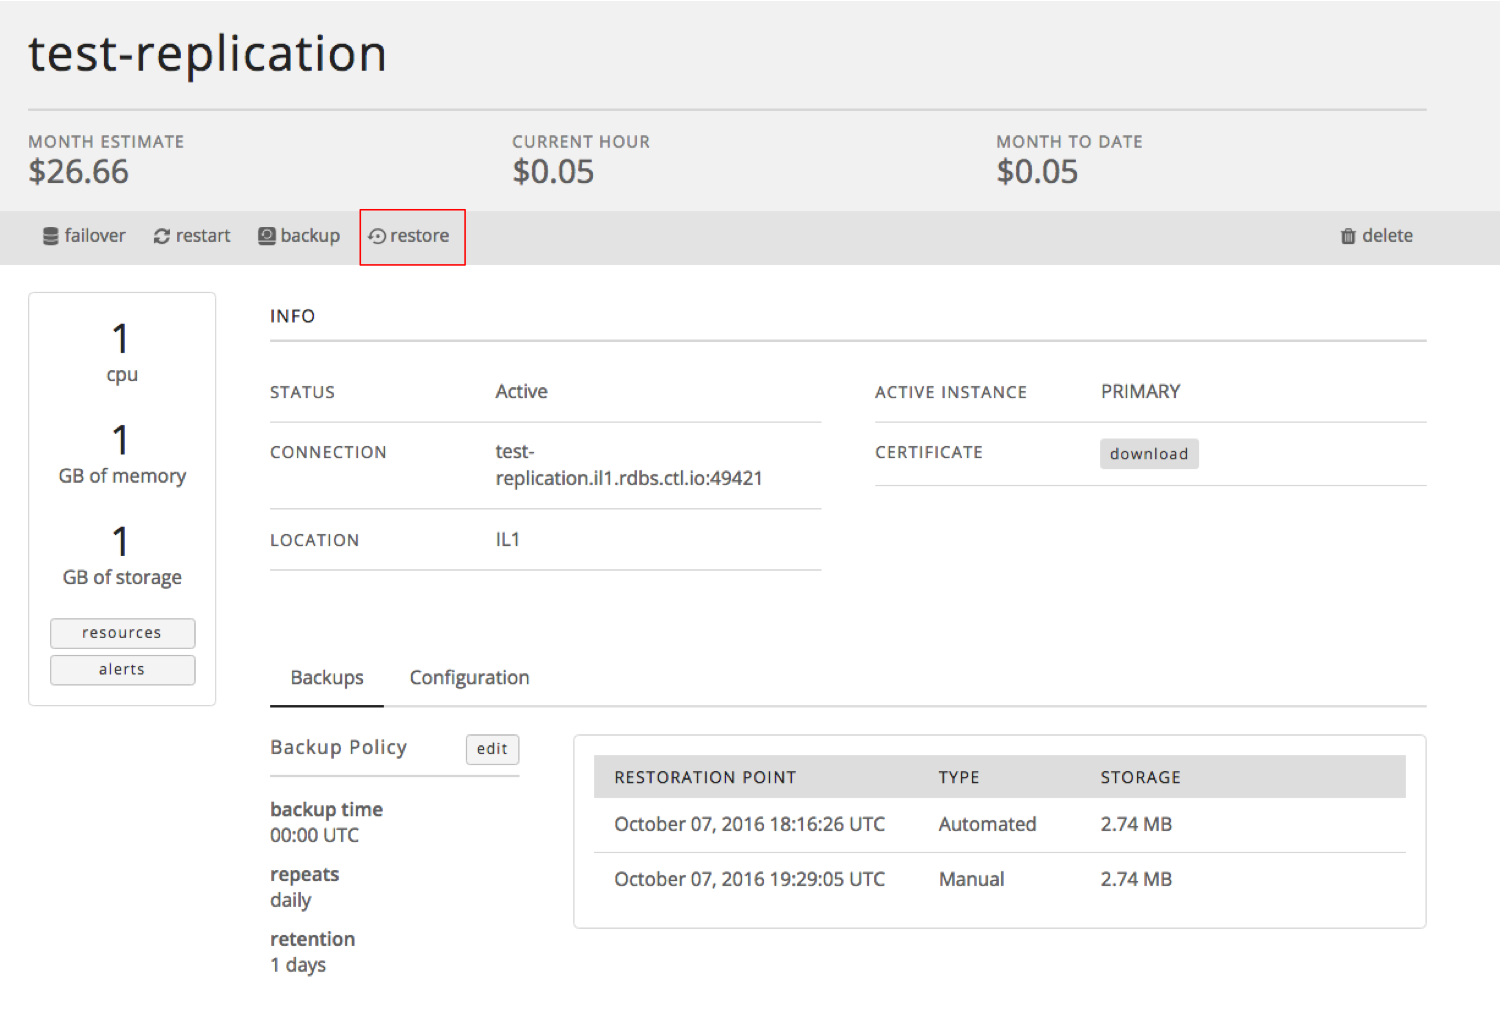 test-replication
MONTH ESTIMATE
$26.66
CURRENT HOUR
$0.05
MONTH TO DATE
$0.05
failover restart backup restore delete
1
cpu
1
GB of memory
1
GB of storage
resources
alerts
INFO
STATUS Active
CONNECTION test-
replication.il1.rdbs.ctl.io:49421
LOCATION IL1
ACTIVE INSTANCE PRIMARY
CERTIFICATE download
Backups Configuration
Backup Policy edit
backup time
00:00 UTC
repeats
daily
retention
1 days
RESTORATION POINT TYPE STORAGE
October 07, 2016 18:16:26 UTC Automated 2.74 MB
October 07, 2016 19:29:05 UTC Manual 2.74 MB